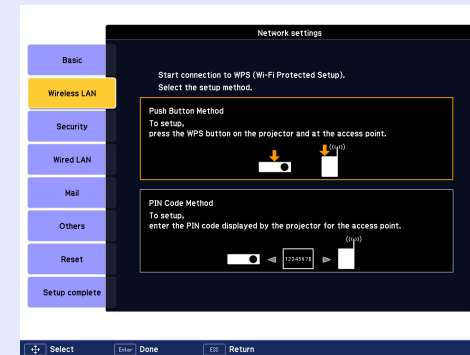 Network settings
Basic
Wireless LAN
Security
Wired LAN
Mail
Others
Reset
Setup complete
Start connection to WPS (Wi-Fi Protected Setup).
Select the setup method.
Push Button Method
To setup,
press the WPS button on the projector and at the access point.
PIN Code Method
To setup,
enter the PIN code displayed by the projector for the access point.
12345678
Select
Enter Done
ESC Return